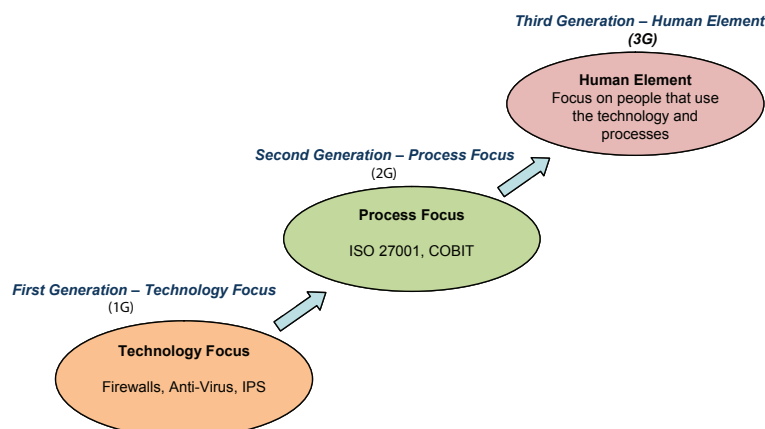 Third Generation – Human Element
(3G)
Human Element
Focus on people that use
the technology and
processes
Second Generation – Process Focus
(2G)
Process Focus
ISO 27001, COBIT
First Generation – Technology Focus
(1G)
Technology Focus
Firewalls, Anti-Virus, IPS